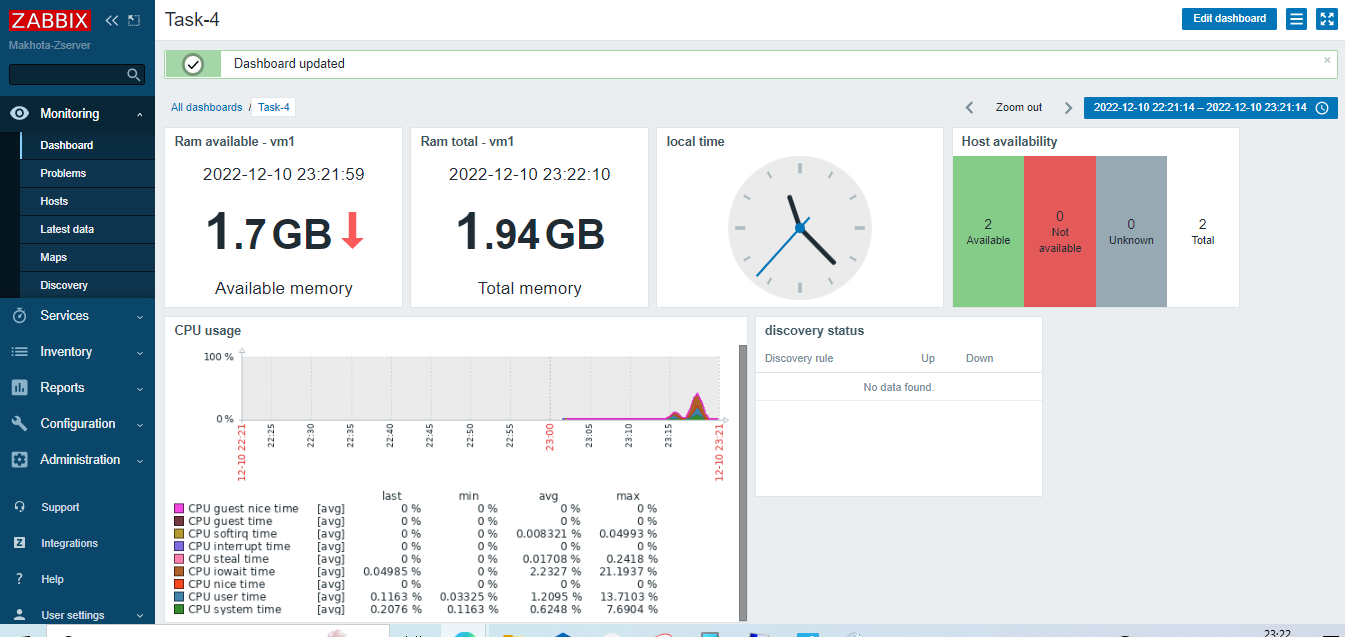 ZABBIX
Makhota-Zserver
Monitoring
Dashboard
Problems
Hosts
Latest data
Maps
Discovery
Services
Inventory
Reports
Configuration
Administration
Support
Z Integrations
? Help
User settings
Task-4
Edit dashboard
Dashboard updated
All dashboards / Task-4
Zoom out
2022-12-10 22:21:14 – 2022-12-10 23:21:14
Ram available - vm1
2022-12-10 23:21:59
1.7 GB
Available memory
Ram total - vm1
2022-12-10 23:22:10
1.94 GB
Total memory
local time
Host availability
2
Available
0
Not
available
0
Unknown
2
Total
CPU usage
100 %
0 %
12-10 22:21
22:25
22:30
22:35
22:40
22:45
22:50
22:55
23:00
23:05
23:10
23:15
12-10 23:21
last min avg max
CPU guest nice time [avg] 0 % 0 % 0 % 0 %
CPU guest time [avg] 0 % 0 % 0 % 0 %
CPU softirq time [avg] 0 % 0 % 0.008321 % 0.04993 %
CPU interrupt time [avg] 0 % 0 % 0 % 0 %
CPU steal time [avg] 0 % 0 % 0.01708 % 0.2418 %
CPU iowait time [avg] 0.04985 % 0 % 2.2327 % 21.1937 %
CPU nice time [avg] 0 % 0 % 0 % 0 %
CPU user time [avg] 0.1163 % 0.03325 % 1.2095 % 13.7103 %
CPU system time [avg] 0.2076 % 0.1163 % 0.6248 % 7.6904 %
discovery status
Discovery rule Up Down
No data found.
23:22